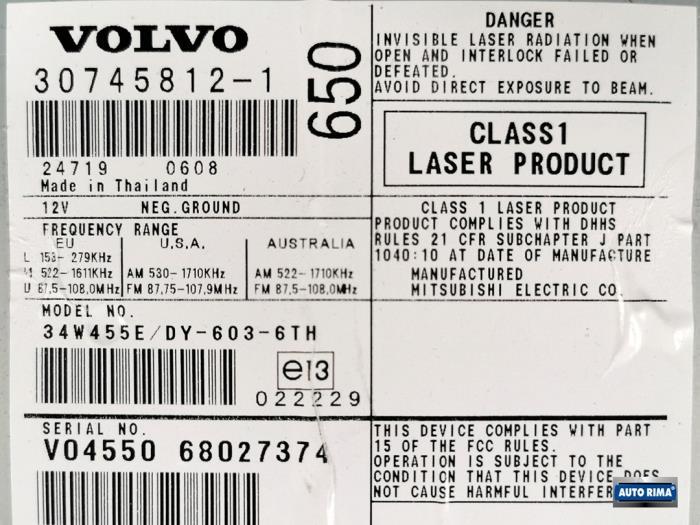 VOLVO
30745812-1
650
24719 0608
Made in Thailand
12V NEG.GROUND
FREQUENCY RANGE
EU U.S.A. AUSTRALIA
L 153-279KHz
M 522-1611KHz AM 530-1710KHz AM 522-1710KHz
U 87,5-108,0MHz FM 87,75-107,9MHz FM 87,5-108,0MHz
MODEL NO.
34W455E/DY-603-6TH
e13
022229
SERIAL NO.
V04550 68027374
DANGER
INVISIBLE LASER RADIATION WHEN
OPEN AND INTERLOCK FAILED OR
DEFEATED.
AVOID DIRECT EXPOSURE TO BEAM.
CLASS1
LASER PRODUCT
CLASS 1 LASER PRODUCT
PRODUCT COMPLIES WITH DHHS
RULES 21 CFR SUBCHAPTER J PART
1040:10 AT DATE OF MANUFACTURE
MANUFACTURED
MITSUBISHI ELECTRIC CO
THIS DEVICE COMPLIES WITH PART
15 OF THE FCC RULES.
OPERATION IS SUBJECT TO THE
CONDITION THAT THIS DEVICE DOES
NOT CAUSE HARMFUL INTERFER
AUTO RIMA